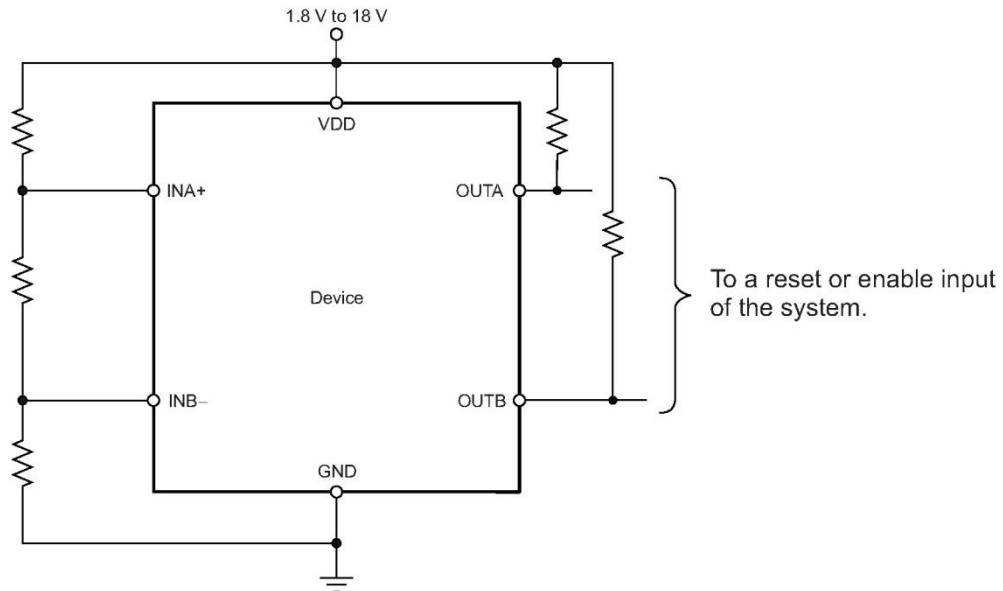 1.8 V to 18 V
VDD
INA+
OUTA
Device
To a reset or enable input
of the system.
INB–
OUTB
GND